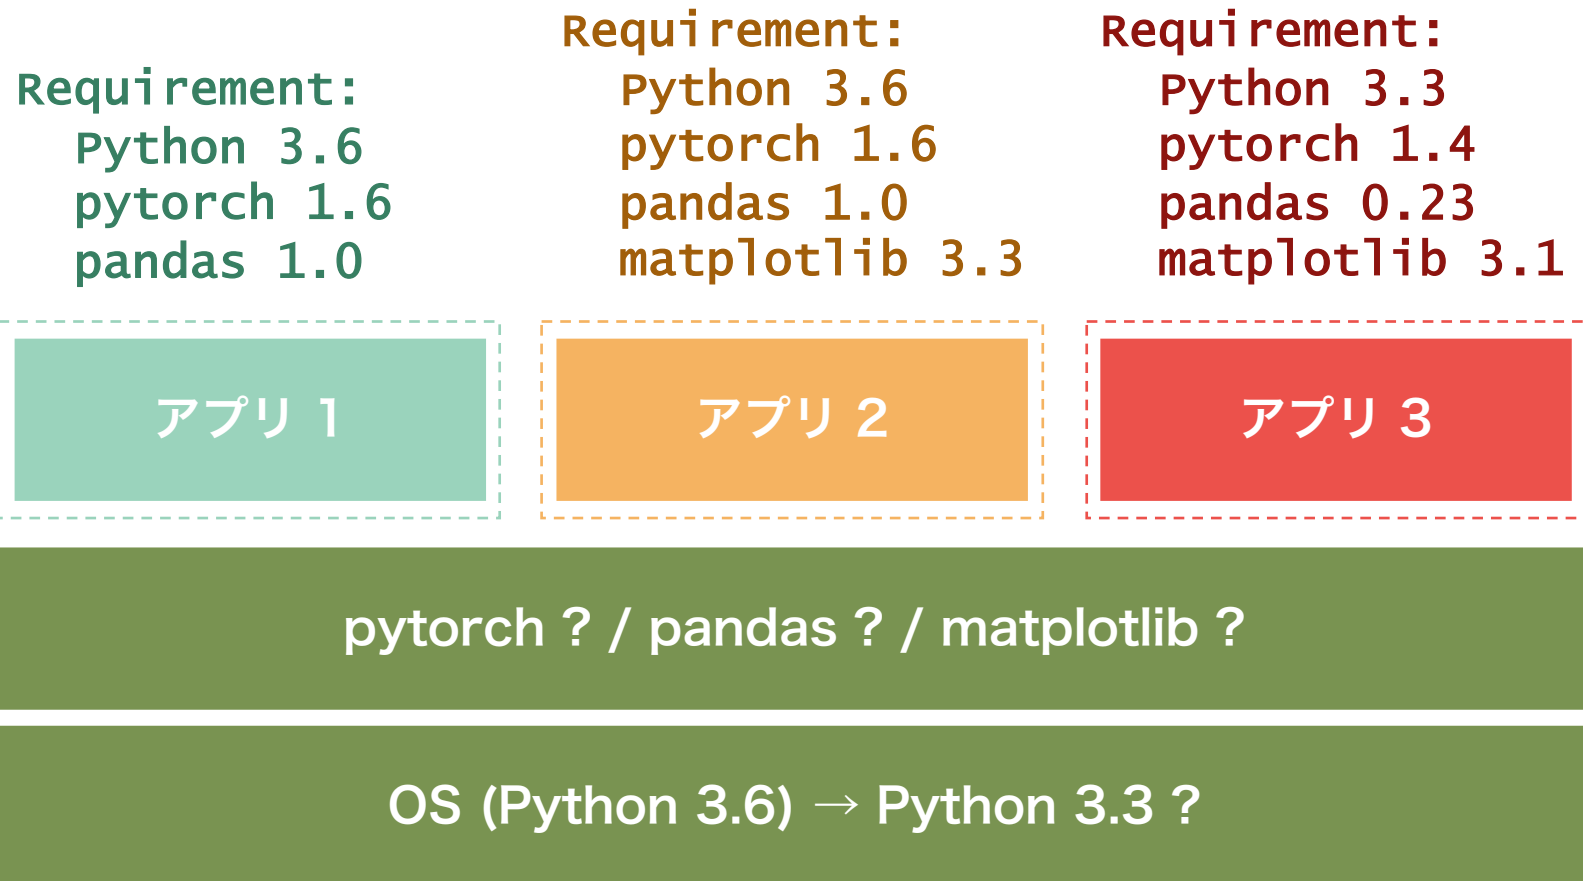 Requirement:
Python 3.6
pytorch 1.6
pandas 1.0
Requirement:
Python 3.6
pytorch 1.6
pandas 1.0
matplotlib 3.3
Requirement:
Python 3.3
pytorch 1.4
pandas 0.23
matplotlib 3.1
アプリ 1
アプリ 2
アプリ 3
pytorch ? / pandas ? / matplotlib ?
OS (Python 3.6) → Python 3.3 ?